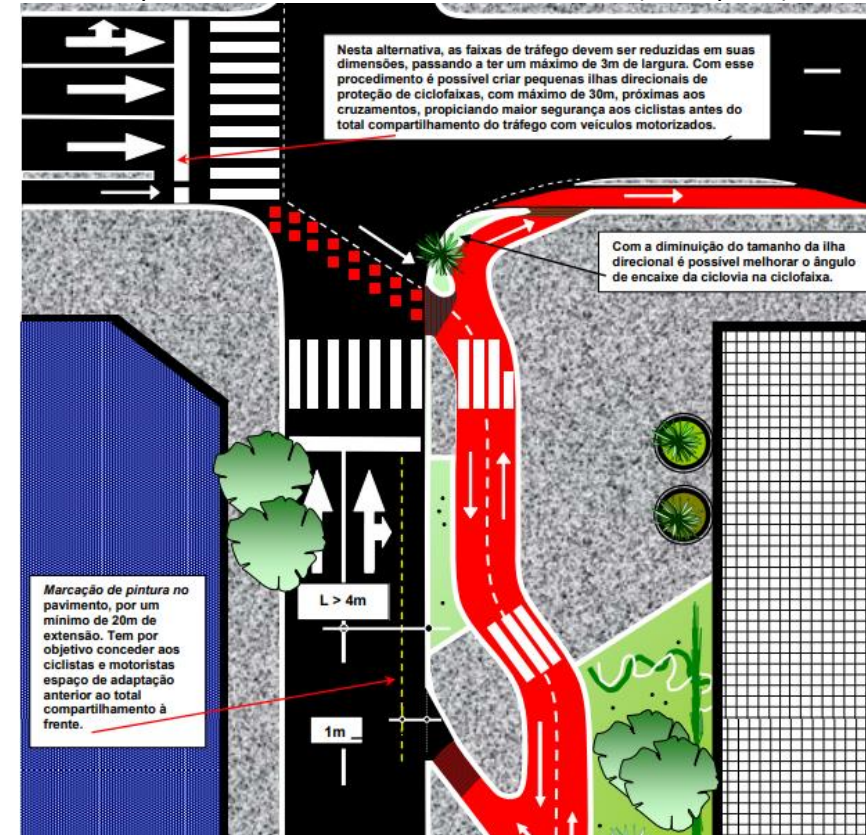 Nesta alternativa, as faixas de tráfego devem ser reduzidas em suas
dimensões, passando a ter um máximo de 3m de largura. Com esse
procedimento é possível criar pequenas ilhas direcionais de
proteção de ciclofaixas, com máximo de 30m, próximas aos
cruzamentos, propiciando maior segurança aos ciclistas antes do
total compartilhamento do tráfego com veículos motorizados.
Com a diminuição do tamanho da ilha
direcional é possível melhorar o ângulo
de encaixe da ciclovia na ciclofaixa.
Marcação de pintura no
pavimento, por um
mínimo de 20m de
extensão. Tem por
objetivo conceder aos
ciclistas e motoristas
espaço de adaptação
anterior ao total
compartilhamento à
frente.
L > 4m
1m